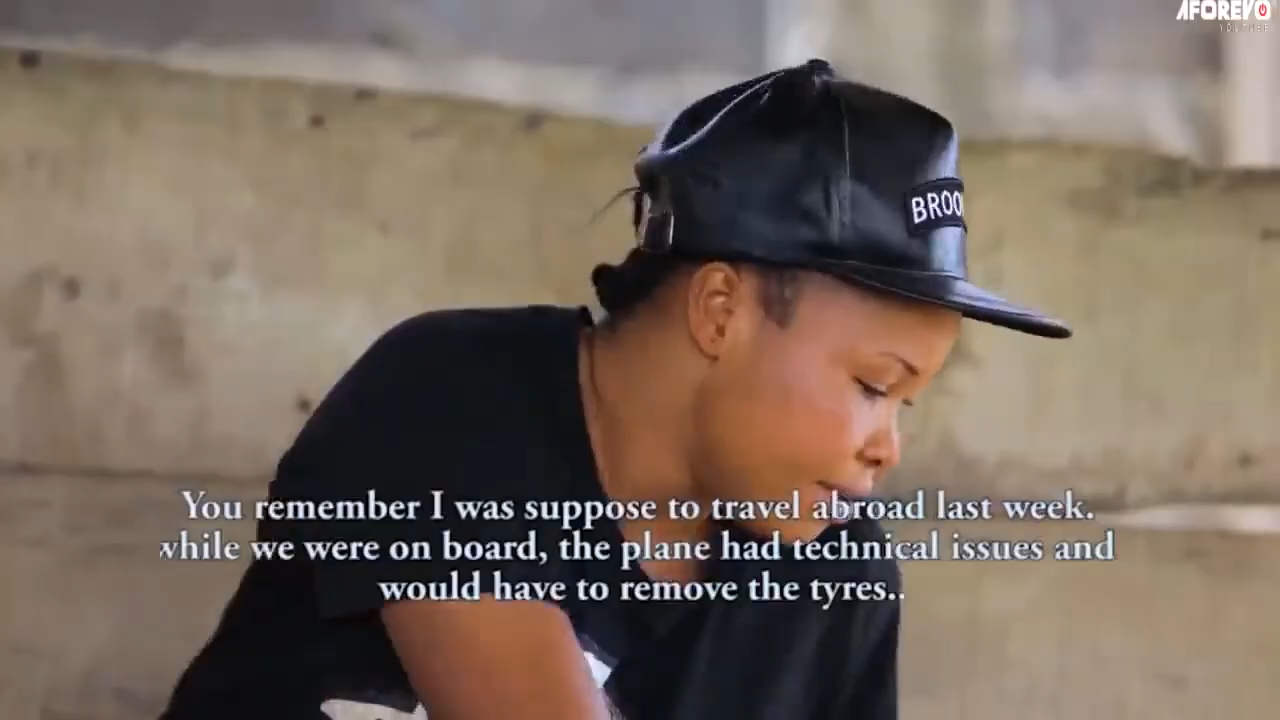 AFOREVO
YOUTUBE
BROO
You remember I was suppose to travel abroad last week.
while we were on board, the plane had technical issues and
would have to remove the tyres..